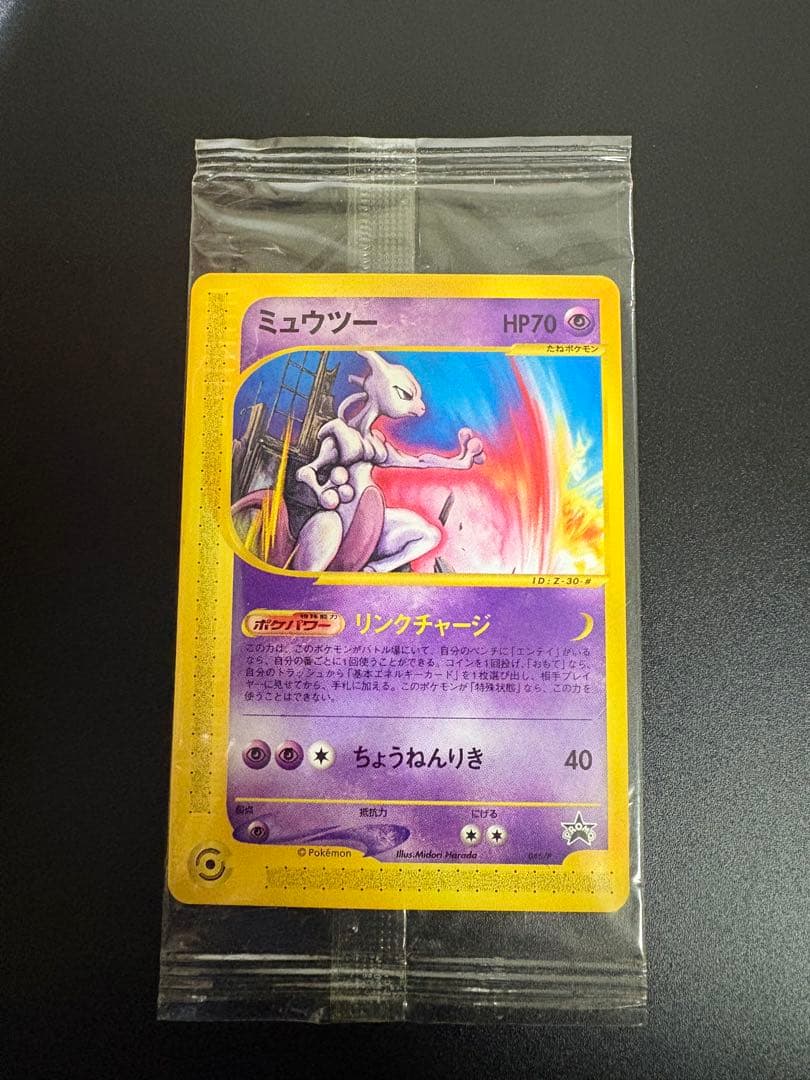 ミュウツー
HP70
たねポケモン
ID:Z-30-#
特殊能力
ポケパワー
リンクチャージ
この力は、このポケモンがバトル場にいて、自分のベンチに「エンテイ」がいる
なら、自分の番ごとに1回使うことができる。コインを1回投げ、「おもて」なら、
自分のトラッシュから「基本エネルギーカード」を1枚選び出し、相手プレイ
ヤーに見せてから、手札に加える。このポケモンが「特殊状態」なら、この力を
使うことはできない。
ちょうねんりき
40
弱点
抵抗力
にげる
©Pokémon
Illus.Midori Harada
PROMO